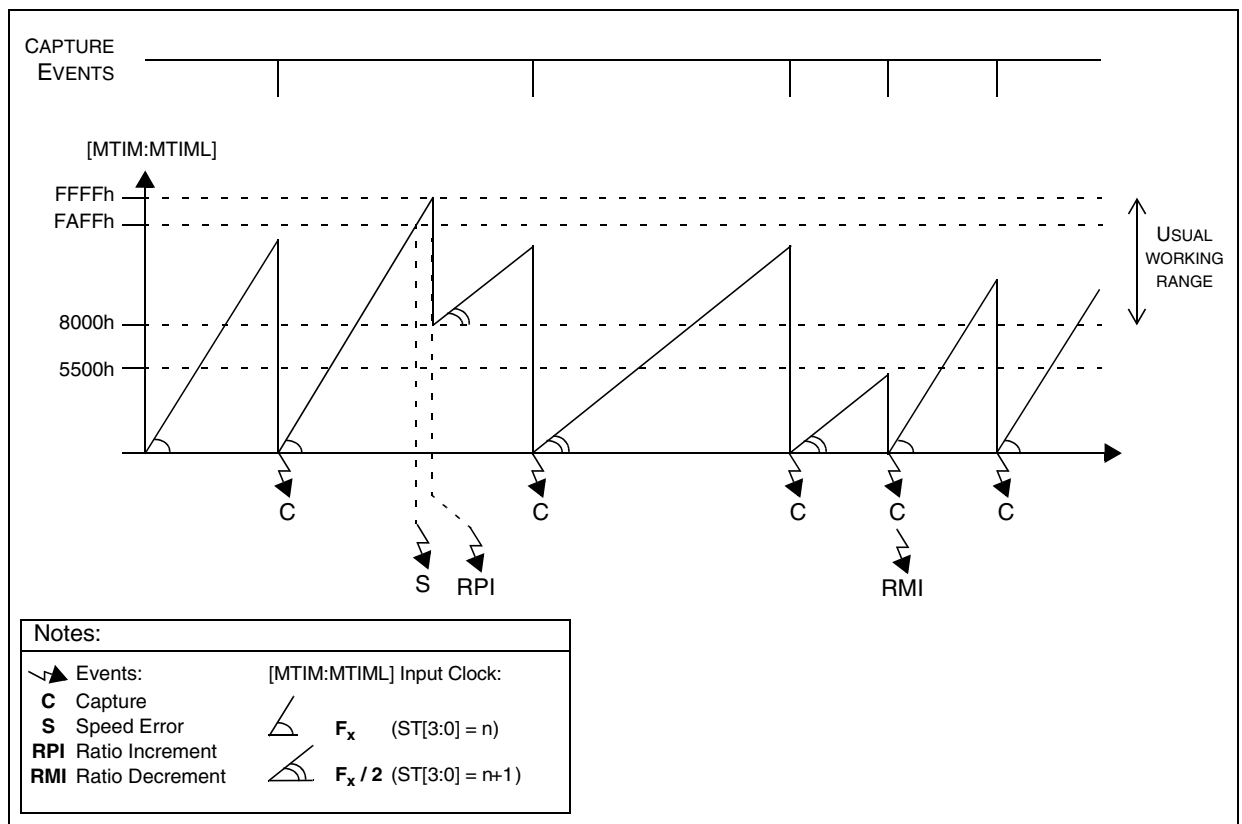 CAPTURE
EVENTS
[MTIM:MTIML]
FFFFh
FAFFh
USUAL
WORKING
RANGE
8000h
5500h
C C C C C
S RPI RMI
Notes:
Events: [MTIM:MTIML] Input Clock:
C Capture
S Speed Error Fx (ST[3:0] = n)
RPI Ratio Increment
RMI Ratio Decrement Fx / 2 (ST[3:0] = n+1)